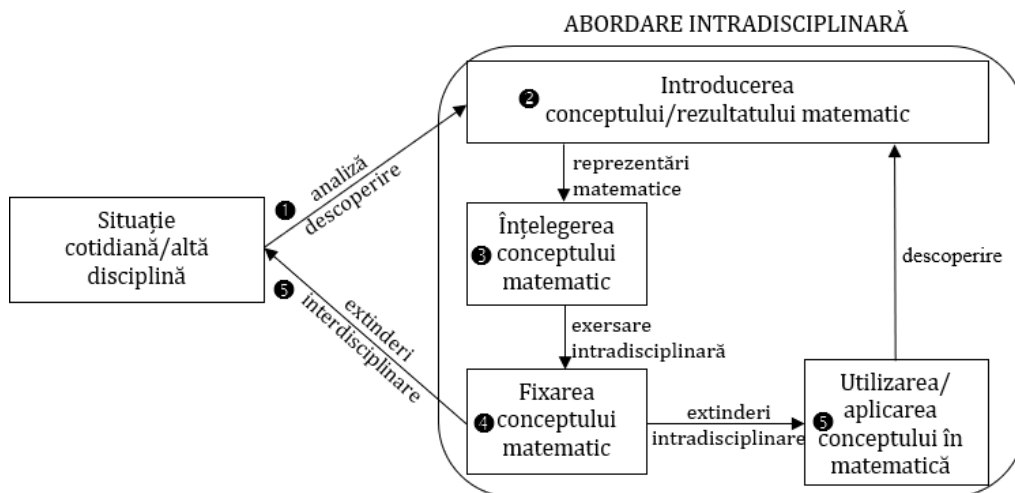 ABORDARE INTRADISCIPLINARĂ
❷ Introducerea
conceptului/rezultatului matematic
❶ analiză
descoperire
reprezentări
matematice
Situație
cotidiană/altă
disciplină
Înțelegerea
❸ conceptului
matematic
descoperire
❺ extinderi
interdisciplinare
exersare
intradisciplinară
Fixarea
❹ conceptului
matematic
extinderi
intradisciplinare
Utilizarea/
aplicarea
❺ conceptului în
matematică